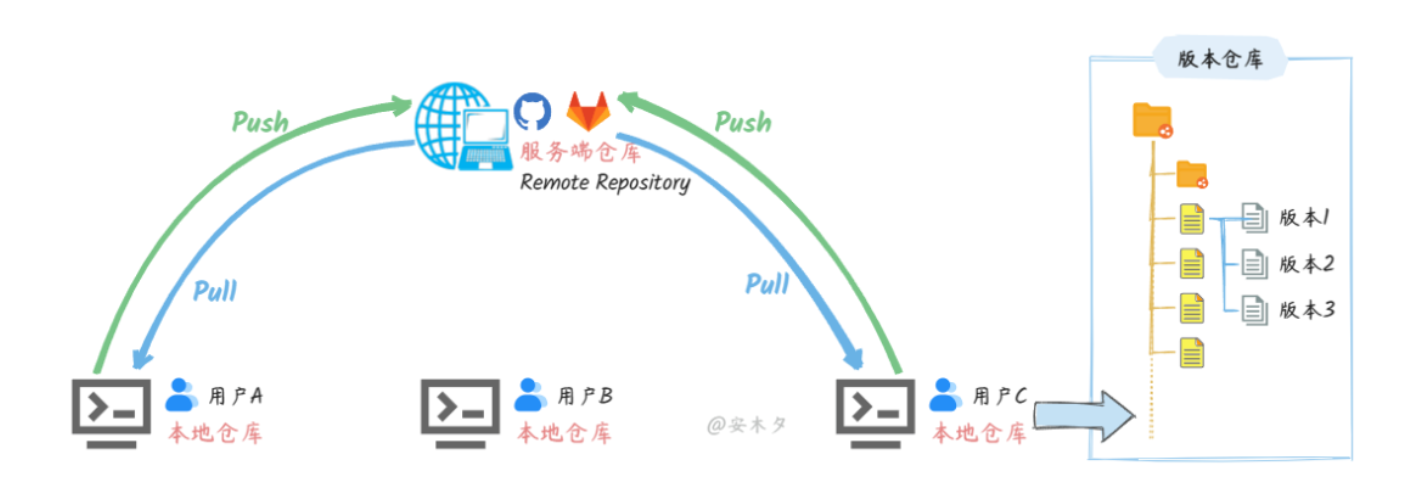 版本仓库
Push
Push
服务端仓库
Remote Repository
版本1
版本2
版本3
Pull
Pull
用户A
本地仓库
用户B
本地仓库
@安木夕
用户C
本地仓库